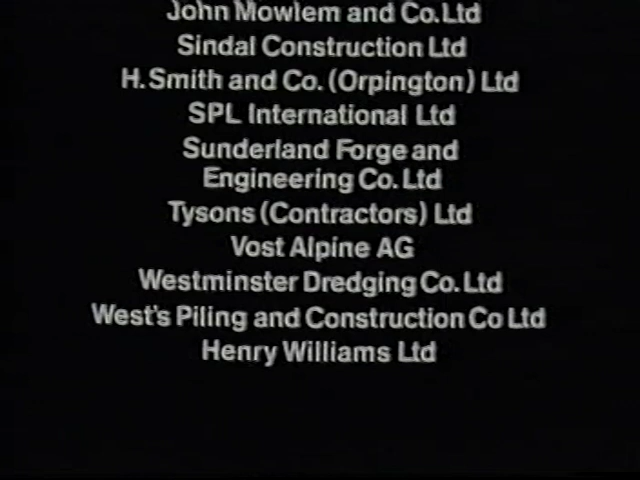 John Mowlem and Co.Ltd
Sindal Construction Ltd
H.Smith and Co. (Orpington) Ltd
SPL International Ltd
Sunderland Forge and
Engineering Co. Ltd
Tysons (Contractors) Ltd
Vost Alpine AG
Westminster Dredging Co. Ltd
West's Piling and Construction Co Ltd
Henry Williams Ltd